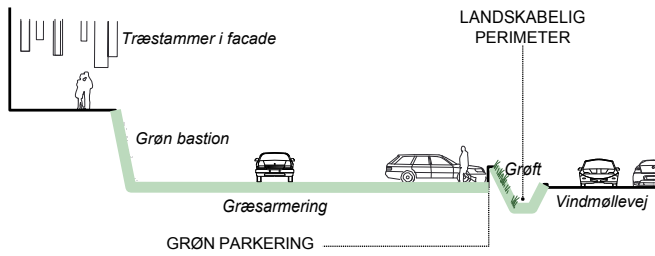 LANDSKABELIG
PERIMETER
Træstammer i facade
Grøn bastion
Grøft
Græsarmering
Vindmøllevej
GRØN PARKERING